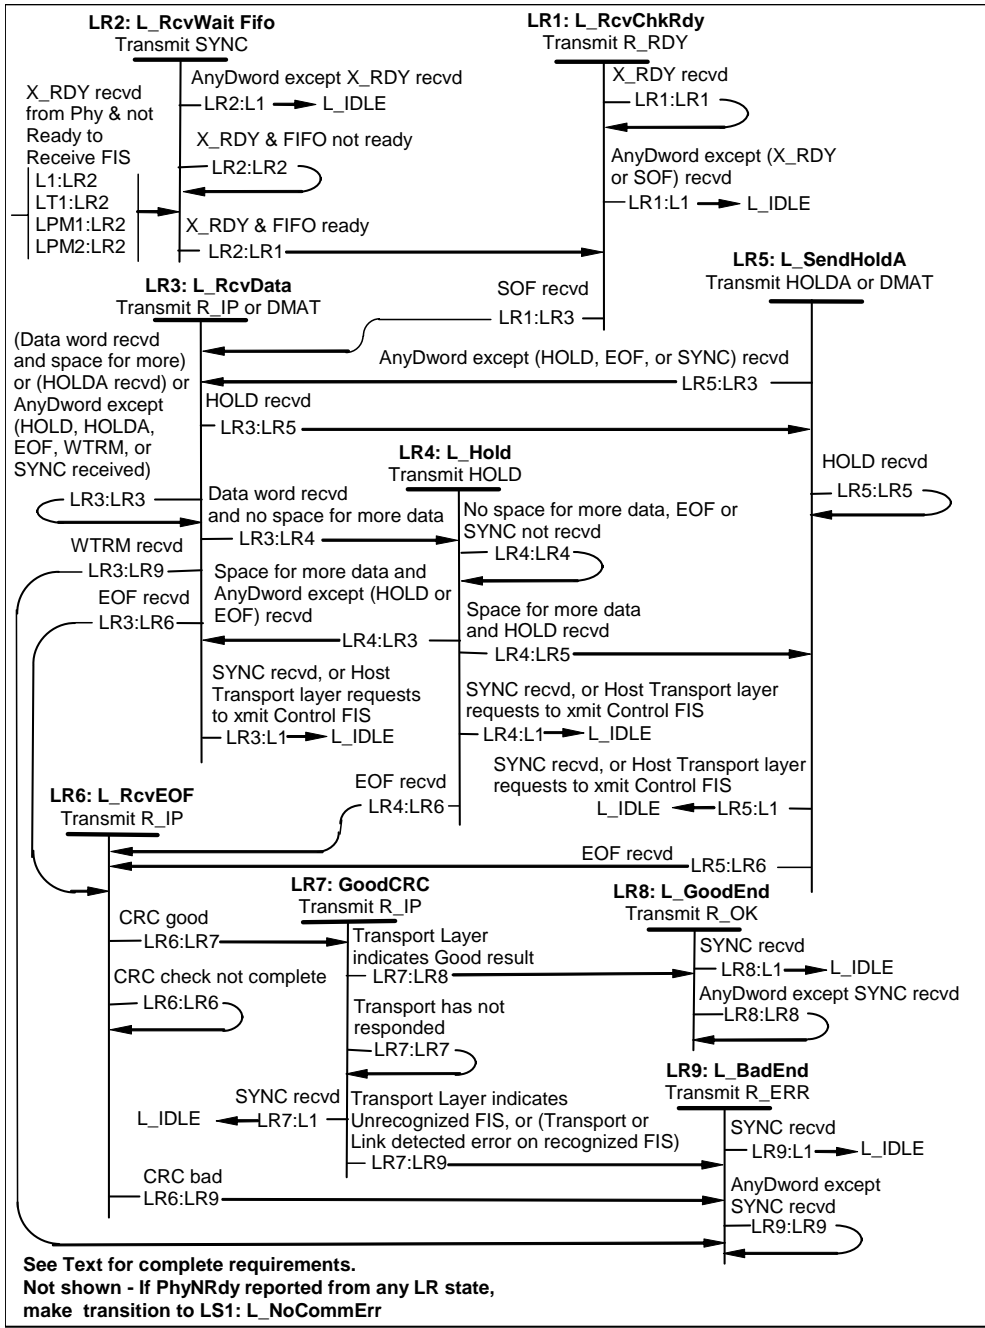 LR2: L_RcvWait Fifo
Transmit SYNC
AnyDword except X_RDY recvd
LR2:L1
L_IDLE
X_RDY recvd
from Phy & not
Ready to
Receive FIS
L1:LR2
LT1:LR2
LPM1:LR2
LPM2:LR2
X_RDY & FIFO not ready
LR2:LR2
X_RDY & FIFO ready
LR2:LR1
LR1: L_RcvChkRdy
Transmit R_RDY
X_RDY recvd
LR1:LR1
AnyDword except (X_RDY
or SOF) recvd
LR1:L1
L_IDLE
SOF recvd
LR1:LR3
LR5: L_SendHoldA
Transmit HOLDA or DMAT
AnyDword except (HOLD, EOF, or SYNC) recvd
LR5:LR3
HOLD recvd
LR5:LR5
SYNC recvd, or Host Transport layer
requests to xmit Control FIS
L_IDLE
LR5:L1
EOF recvd
LR5:LR6
LR3: L_RcvData
Transmit R_IP or DMAT
(Data word recvd
and space for more)
or (HOLDA recvd) or
AnyDword except
(HOLD, HOLDA,
EOF, WTRM, or
SYNC received)
LR3:LR3
HOLD recvd
LR3:LR5
Data word recvd
and no space for more data
LR3:LR4
WTRM recvd
LR3:LR9
EOF recvd
LR3:LR6
Space for more data and
AnyDword except (HOLD or
EOF) recvd
LR4:LR3
SYNC recvd, or Host
Transport layer requests
to xmit Control FIS
LR3:L1
L_IDLE
LR4: L_Hold
Transmit HOLD
No space for more data, EOF or
SYNC not recvd
LR4:LR4
Space for more data
and HOLD recvd
LR4:LR5
SYNC recvd, or Host Transport layer
requests to xmit Control FIS
LR4:L1
L_IDLE
EOF recvd
LR4:LR6
LR6: L_RcvEOF
Transmit R_IP
CRC good
LR6:LR7
CRC check not complete
LR6:LR6
CRC bad
LR6:LR9
LR7: GoodCRC
Transmit R_IP
Transport Layer
indicates Good result
LR7:LR8
Transport has not
responded
LR7:LR7
SYNC recvd
L_IDLE
LR7:L1
Transport Layer indicates
Unrecognized FIS, or (Transport or
Link detected error on recognized FIS)
LR7:LR9
LR8: L_GoodEnd
Transmit R_OK
SYNC recvd
LR8:L1
L_IDLE
AnyDword except SYNC recvd
LR8:LR8
LR9: L_BadEnd
Transmit R_ERR
SYNC recvd
LR9:L1
L_IDLE
AnyDword except
SYNC recvd
LR9:LR9
See Text for complete requirements.
Not shown - If PhyNRdy reported from any LR state,
make transition to LS1: L_NoCommErr